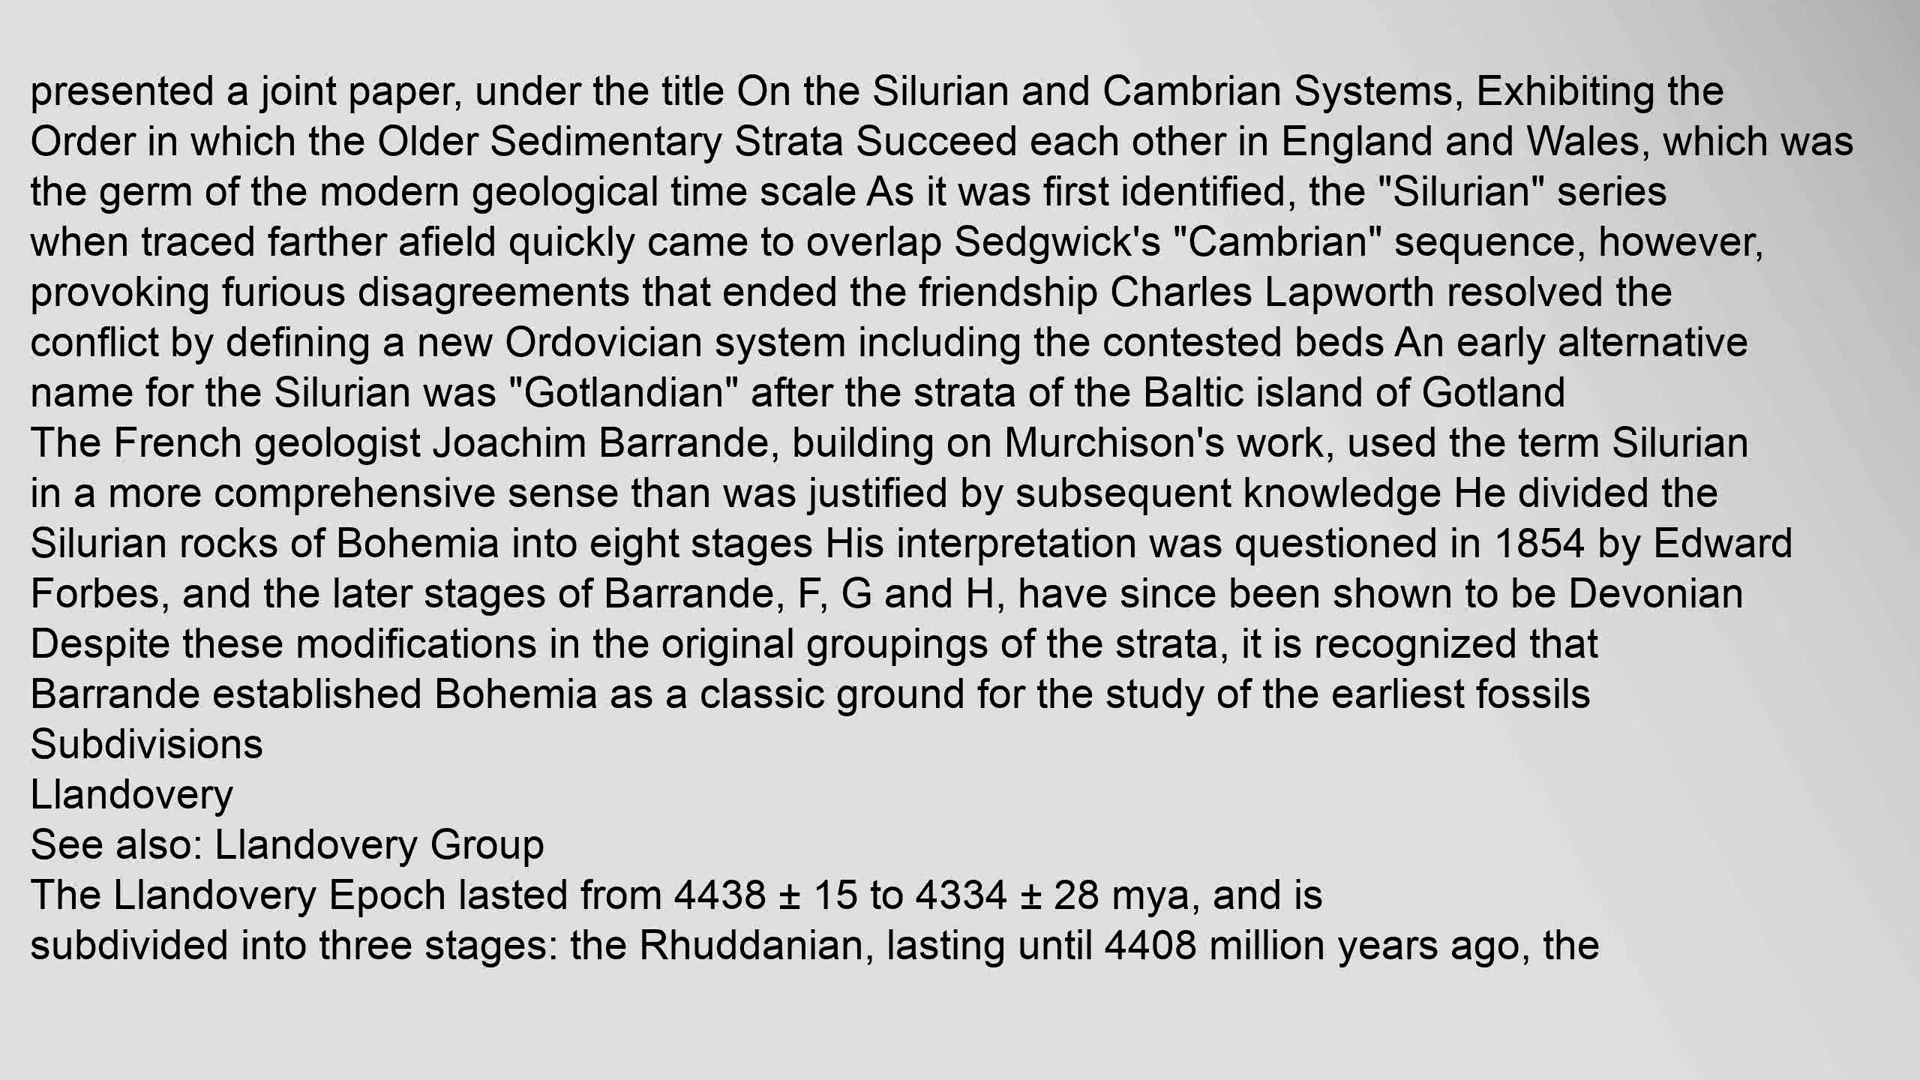 presented a joint paper, under the title On the Silurian and Cambrian Systems, Exhibiting the
Order in which the Older Sedimentary Strata Succeed each other in England and Wales, which was
the germ of the modern geological time scale As it was first identified, the "Silurian" series
when traced farther afield quickly came to overlap Sedgwick's "Cambrian" sequence, however,
provoking furious disagreements that ended the friendship Charles Lapworth resolved the
conflict by defining a new Ordovician system including the contested beds An early alternative
name for the Silurian was "Gotlandian" after the strata of the Baltic island of Gotland
The French geologist Joachim Barrande, building on Murchison's work, used the term Silurian
in a more comprehensive sense than was justified by subsequent knowledge He divided the
Silurian rocks of Bohemia into eight stages His interpretation was questioned in 1854 by Edward
Forbes, and the later stages of Barrande, F, G and H, have since been shown to be Devonian
Despite these modifications in the original groupings of the strata, it is recognized that
Barrande established Bohemia as a classic ground for the study of the earliest fossils
Subdivisions
Llandovery
See also: Llandovery Group
The Llandovery Epoch lasted from 4438 ± 15 to 4334 ± 28 mya, and is
subdivided into three stages: the Rhuddanian, lasting until 4408 million years ago, the